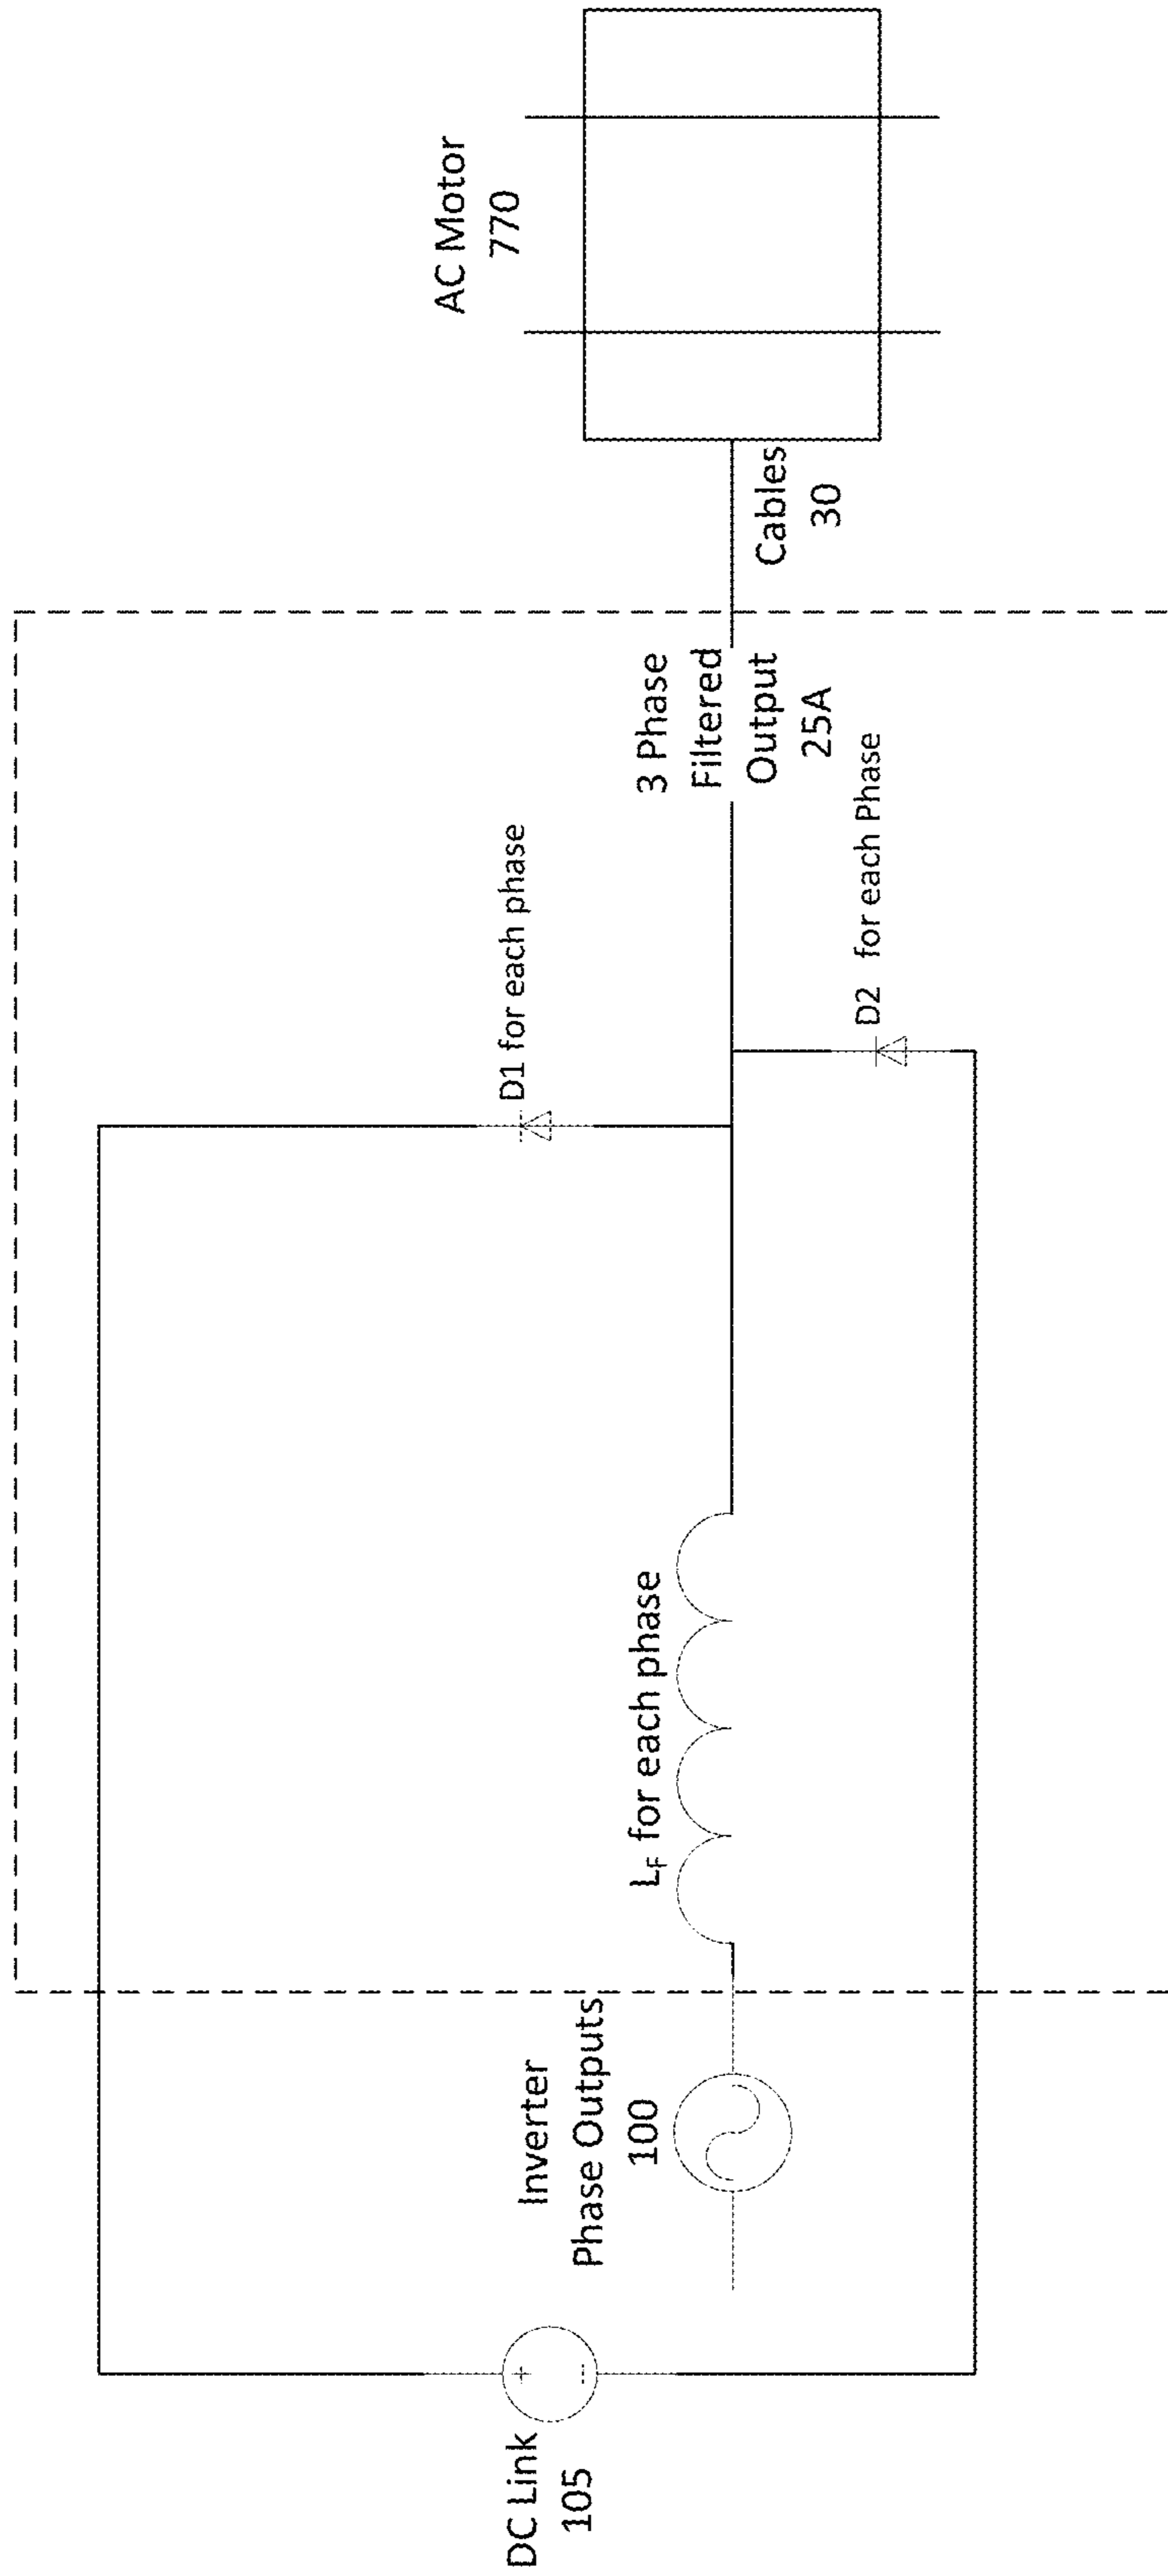 DC Link
105
Inverter
Phase Outputs
100
+
---
L_F for each phase
D1 for each phase
D2 for each Phase
3 Phase
Filtered
Output
25A
Cables
30
AC Motor
770